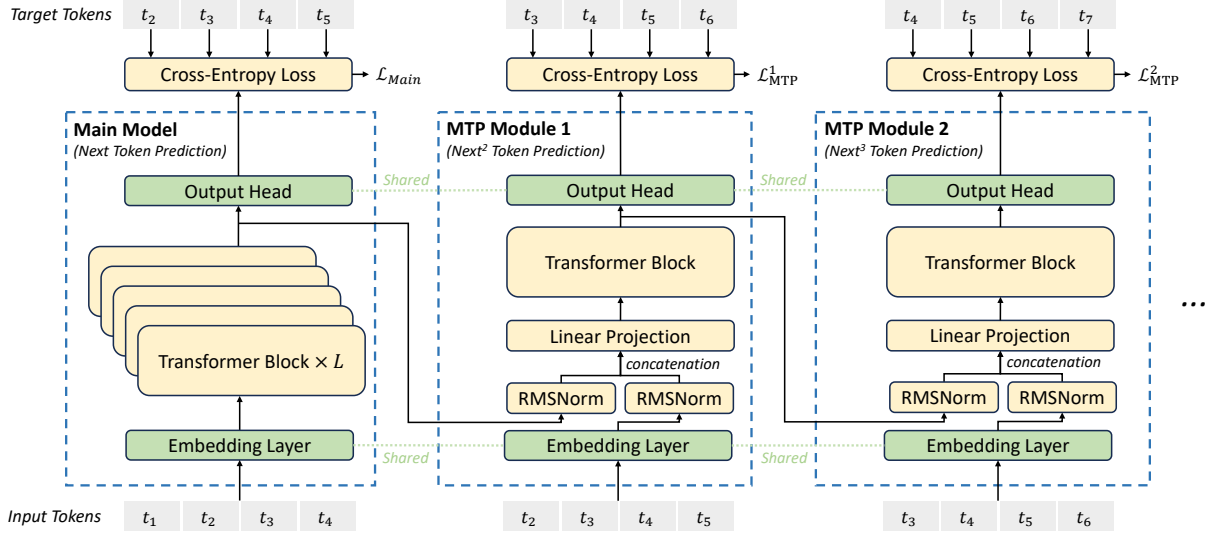 Target Tokens t₂ t₃ t₄ t₅ t₃ t₄ t₅ t₆ t₄ t₅ t₆ t₇
Cross-Entropy Loss ℒ_Main Cross-Entropy Loss ℒ¹_MTP Cross-Entropy Loss ℒ²_MTP
Main Model MTP Module 1 MTP Module 2
(Next Token Prediction) (Next² Token Prediction) (Next³ Token Prediction)
Output Head Shared Output Head Shared Output Head
Transformer Block Transformer Block
Linear Projection Linear Projection
Transformer Block × L concatenation concatenation
RMSNorm RMSNorm RMSNorm RMSNorm
Embedding Layer Shared Embedding Layer Shared Embedding Layer
...
Input Tokens t₁ t₂ t₃ t₄ t₂ t₃ t₄ t₅ t₃ t₄ t₅ t₆